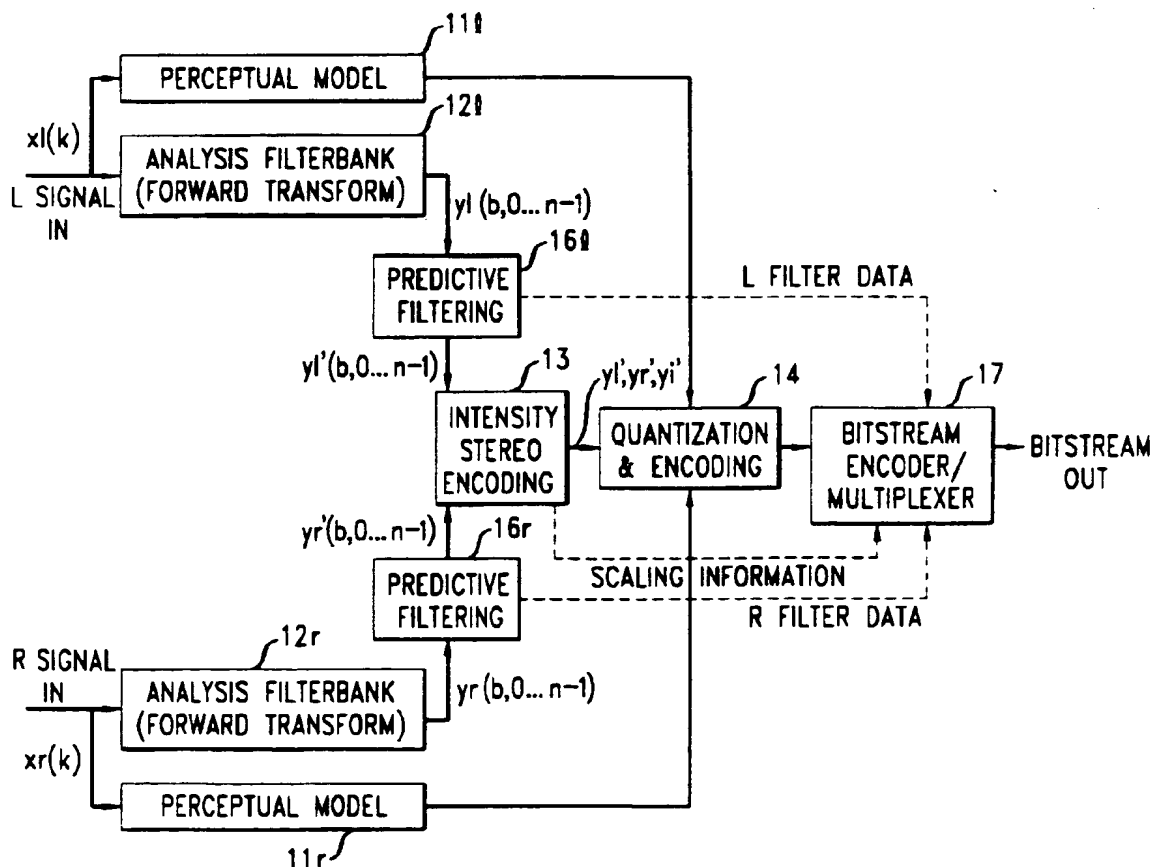 11ℓ
PERCEPTUAL MODEL
12ℓ
xl(k)
ANALYSIS FILTERBANK
(FORWARD TRANSFORM)
L SIGNAL
IN
yl (b,0...n-1)
16ℓ
PREDICTIVE
FILTERING
L FILTER DATA
yl'(b,0...n-1)
13
yl',yr',yi'
14
17
INTENSITY
STEREO
ENCODING
QUANTIZATION
& ENCODING
BITSTREAM
ENCODER/
MULTIPLEXER
BITSTREAM
OUT
yr'(b,0...n-1)
16r
SCALING INFORMATION
PREDICTIVE
FILTERING
R FILTER DATA
12r
R SIGNAL
IN
ANALYSIS FILTERBANK
(FORWARD TRANSFORM)
yr (b,0...n-1)
xr(k)
PERCEPTUAL MODEL
11r